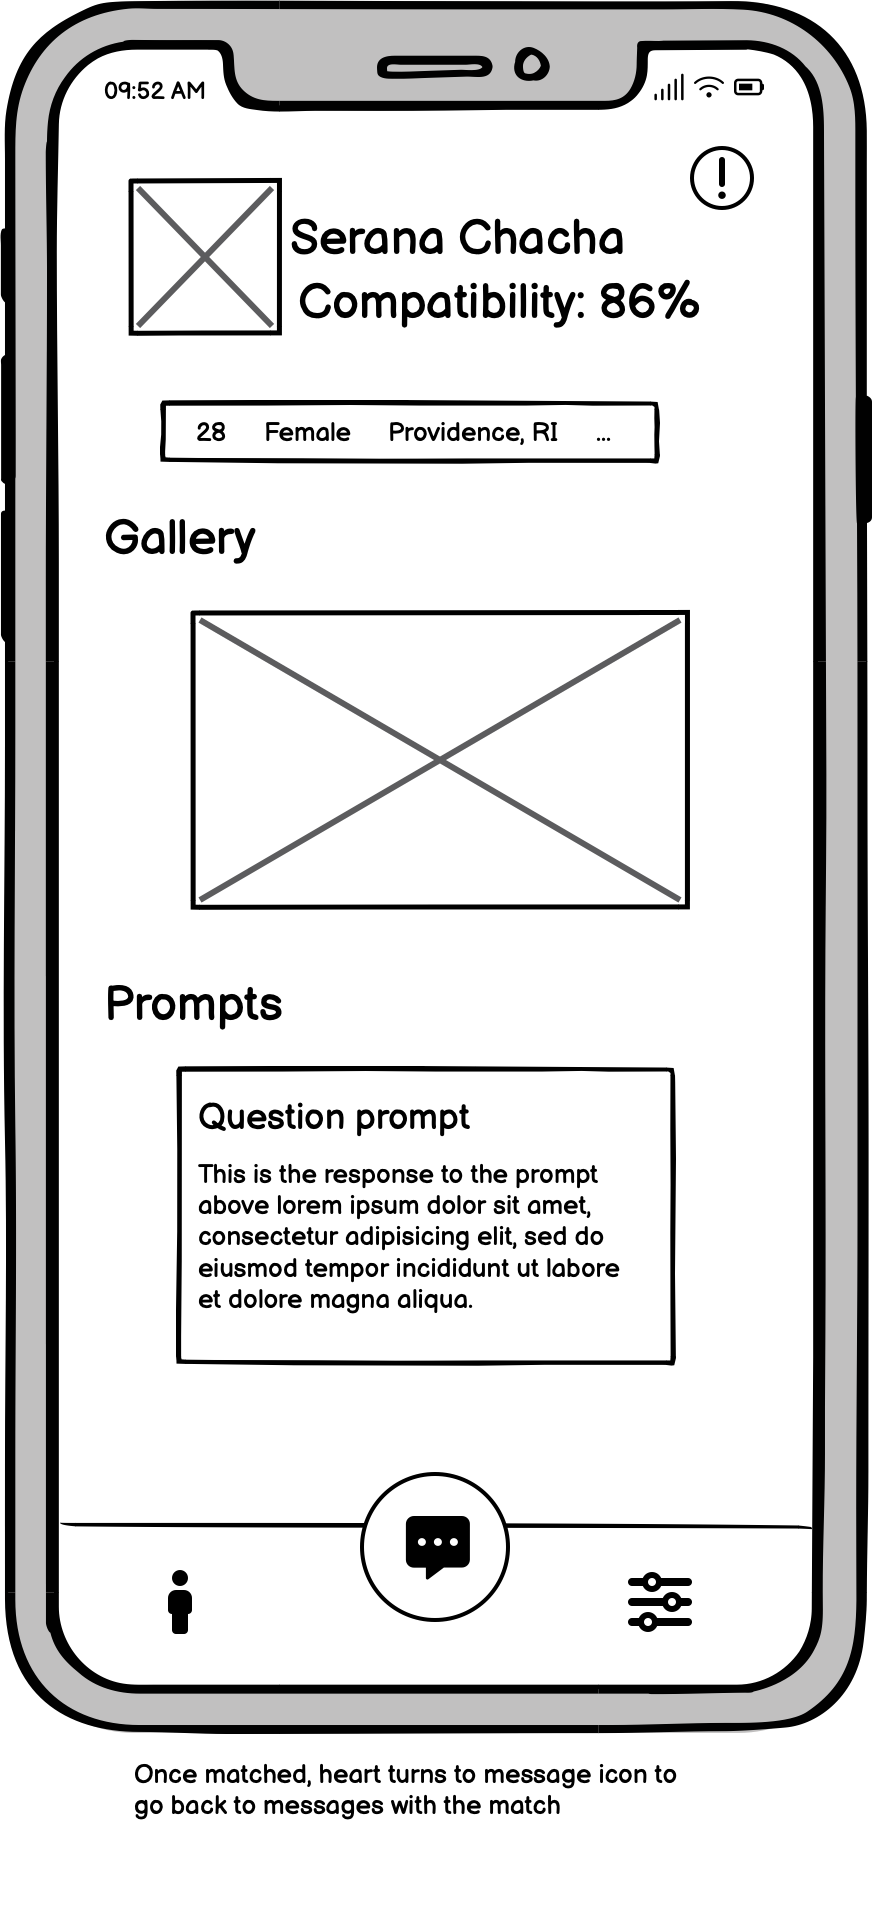 09:52 AM
Serana Chacha
Compatibility: 86%
28 Female Providence, RI ...
Gallery
Prompts
Question prompt
This is the response to the prompt
above lorem ipsum dolor sit amet,
consectetur adipisicing elit, sed do
eiusmod tempor incididunt ut labore
et dolore magna aliqua.
Once matched, heart turns to message icon to
go back to messages with the match